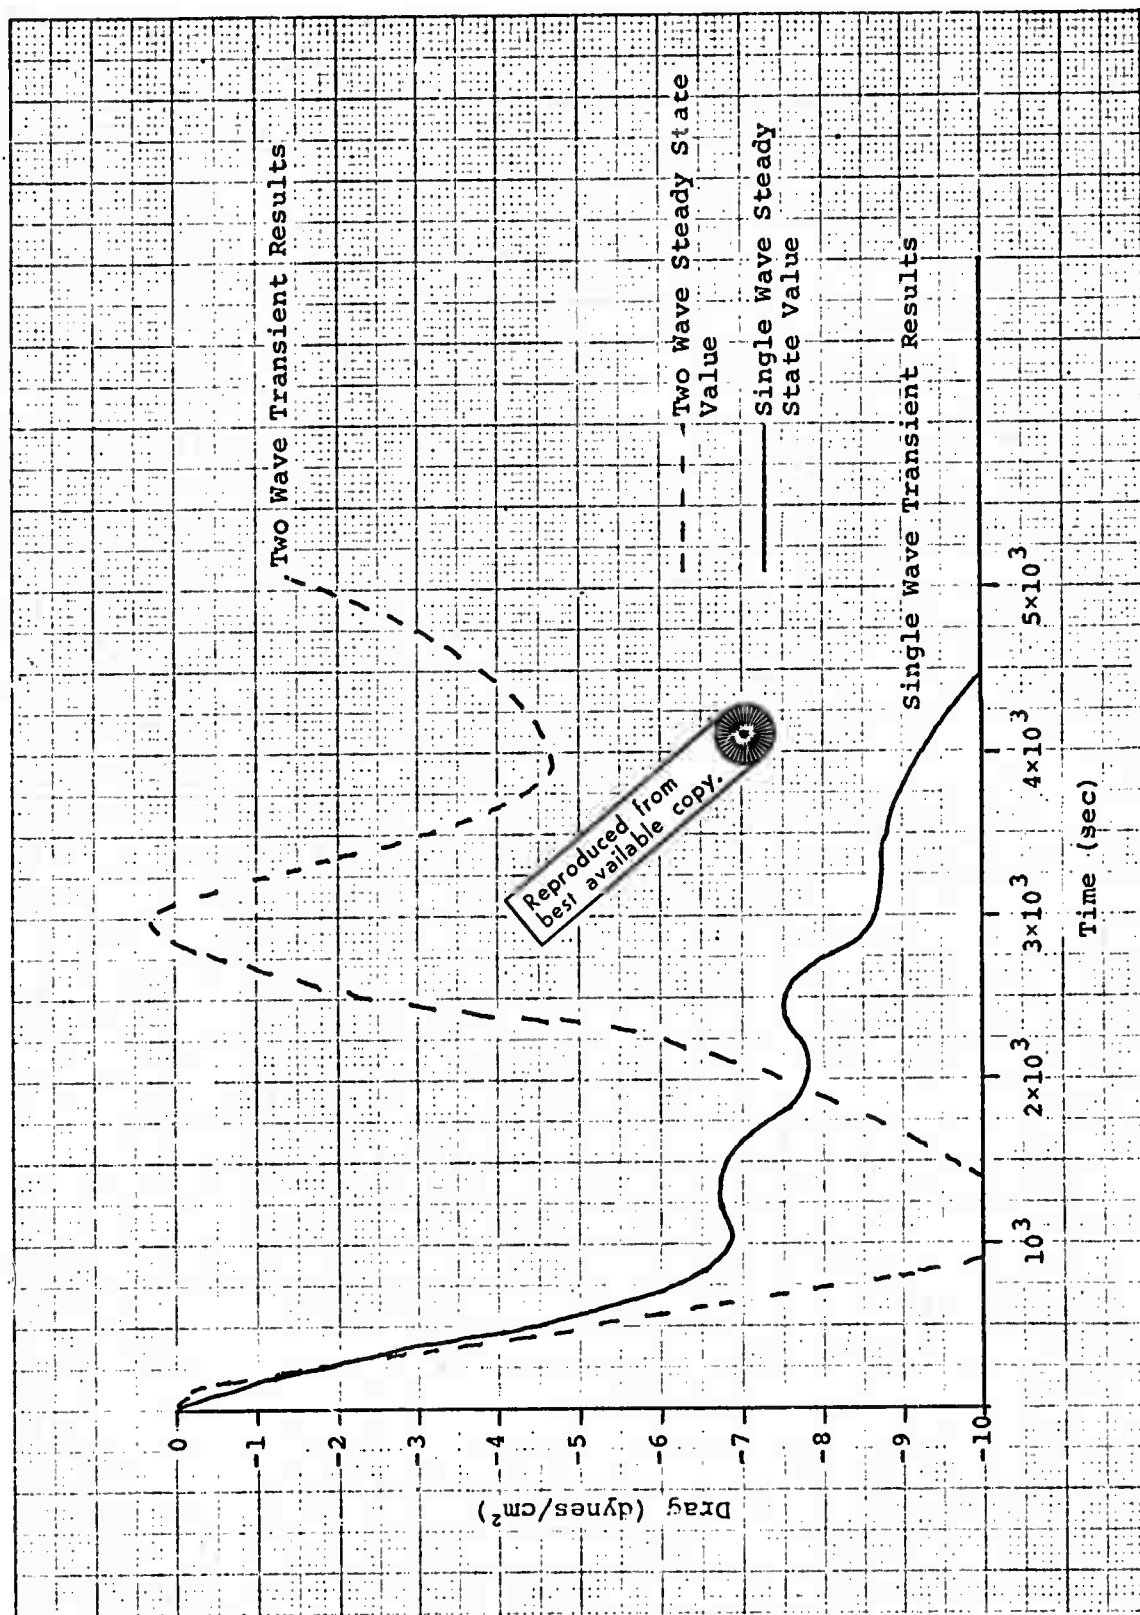 Two Wave Transient Results
Two Wave Steady State
Value
Single Wave Steady
State Value
Single Wave Transient Results
Reproduced from
best available copy.
Drag (dynes/cm²)
0
-1
-2
-3
-4
-5
-6
-7
-8
-9
-10
10³
2×10³
3×10³
4×10³
5×10³
Time (sec)